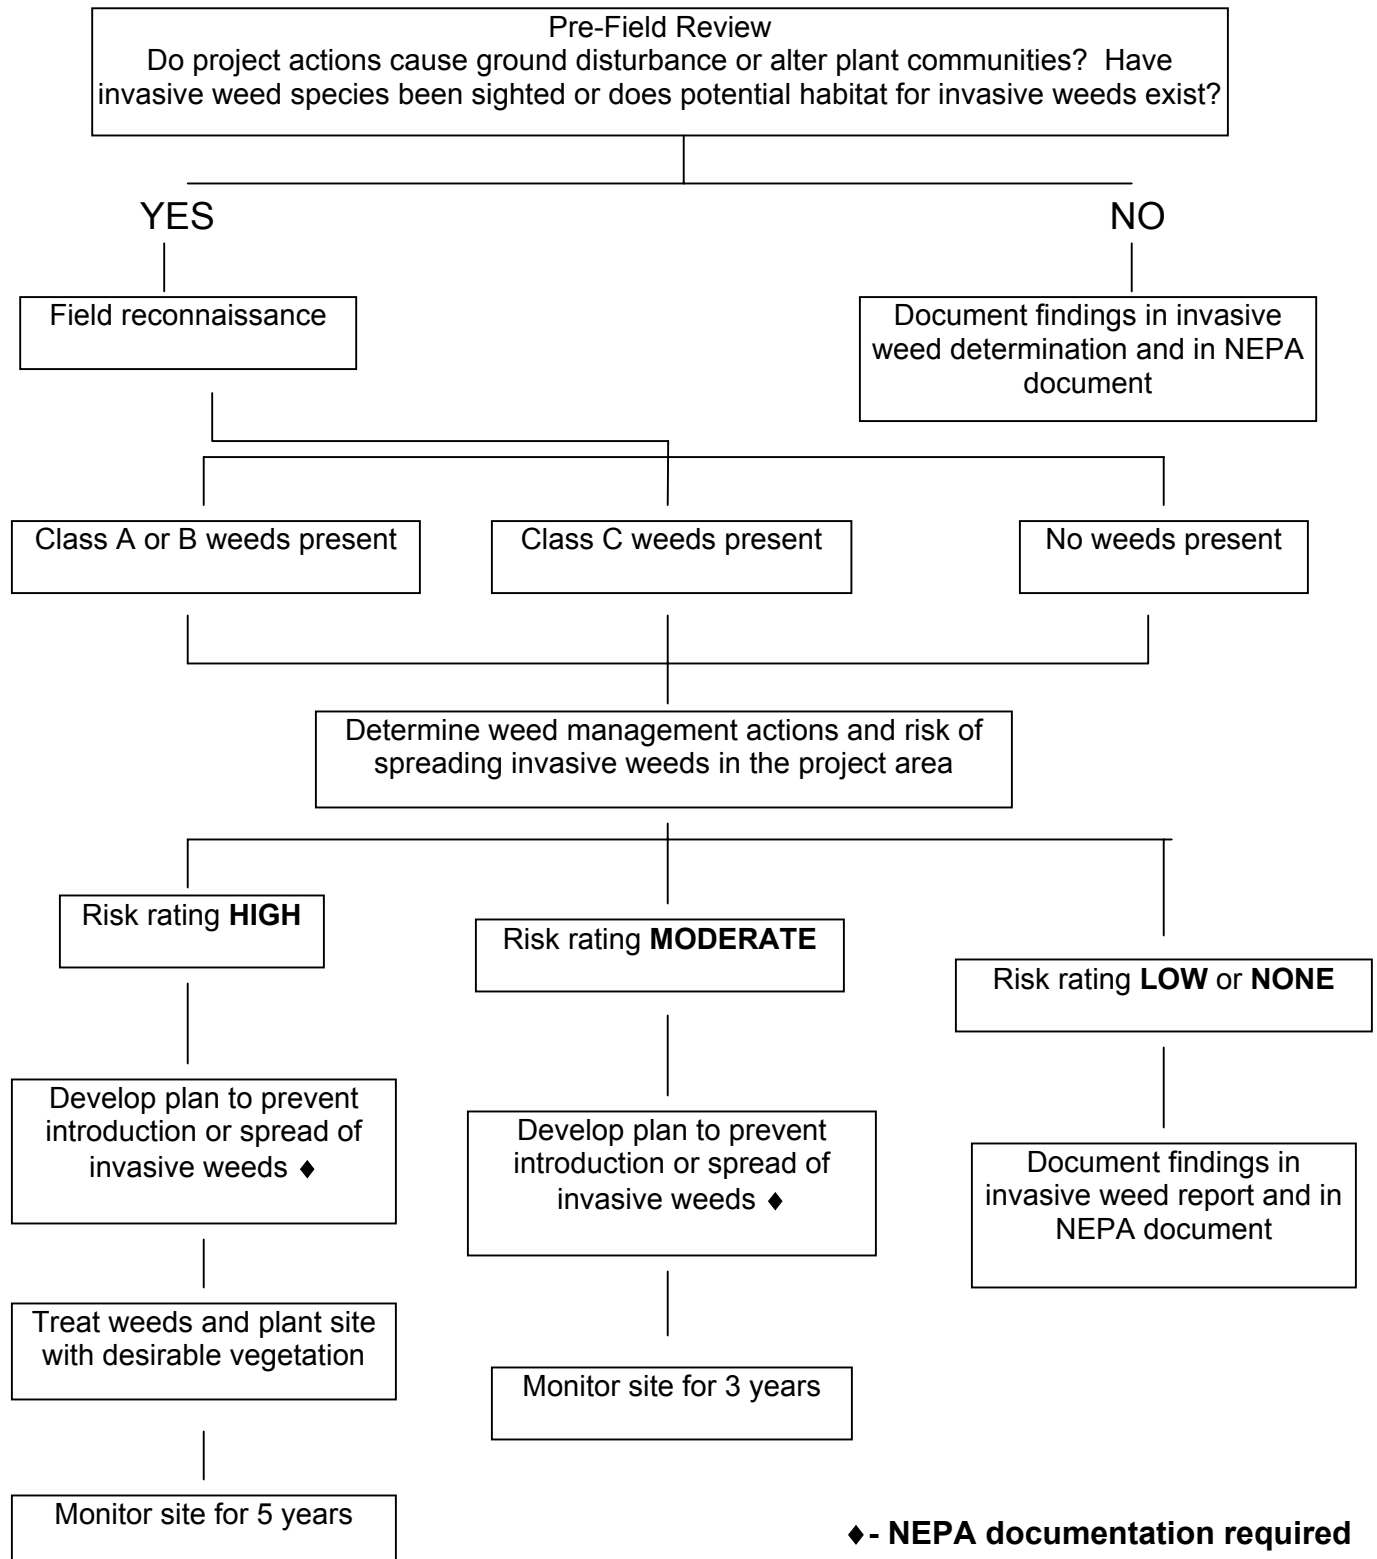 Pre-Field Review
Do project actions cause ground disturbance or alter plant communities?  Have
invasive weed species been sighted or does potential habitat for invasive weeds exist?
YES
NO
Field reconnaissance
Document findings in invasive
weed determination and in NEPA
document
Class A or B weeds present
Class C weeds present
No weeds present
Determine weed management actions and risk of
spreading invasive weeds in the project area
Risk rating HIGH
Risk rating MODERATE
Risk rating LOW or NONE
Develop plan to prevent
introduction or spread of
invasive weeds ♦
Develop plan to prevent
introduction or spread of
invasive weeds ♦
Document findings in
invasive weed report and in
NEPA document
Treat weeds and plant site
with desirable vegetation
Monitor site for 3 years
Monitor site for 5 years
♦- NEPA documentation required